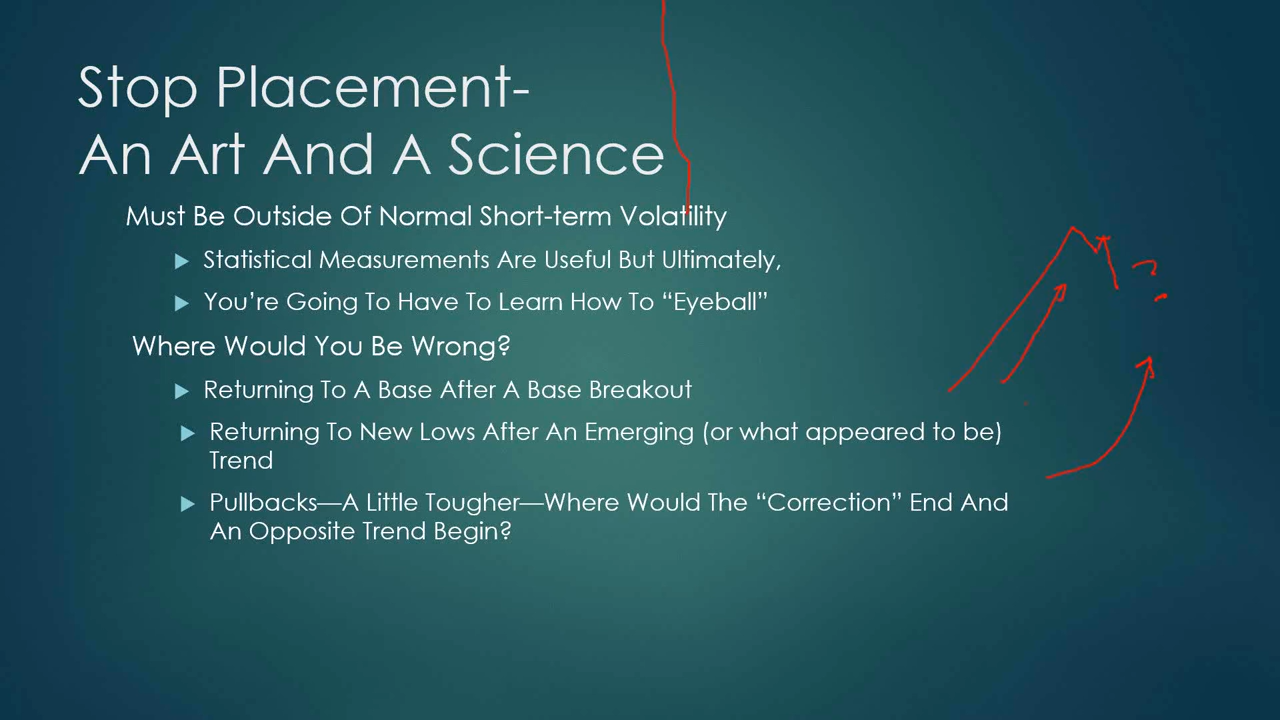 Stop Placement-
An Art And A Science
Must Be Outside Of Normal Short-term Volatility
Statistical Measurements Are Useful But Ultimately,
You’re Going To Have To Learn How To “Eyeball”
Where Would You Be Wrong?
Returning To A Base After A Base Breakout
Returning To New Lows After An Emerging (or what appeared to be)
Trend
Pullbacks—A Little Tougher—Where Would The “Correction” End And
An Opposite Trend Begin?
?